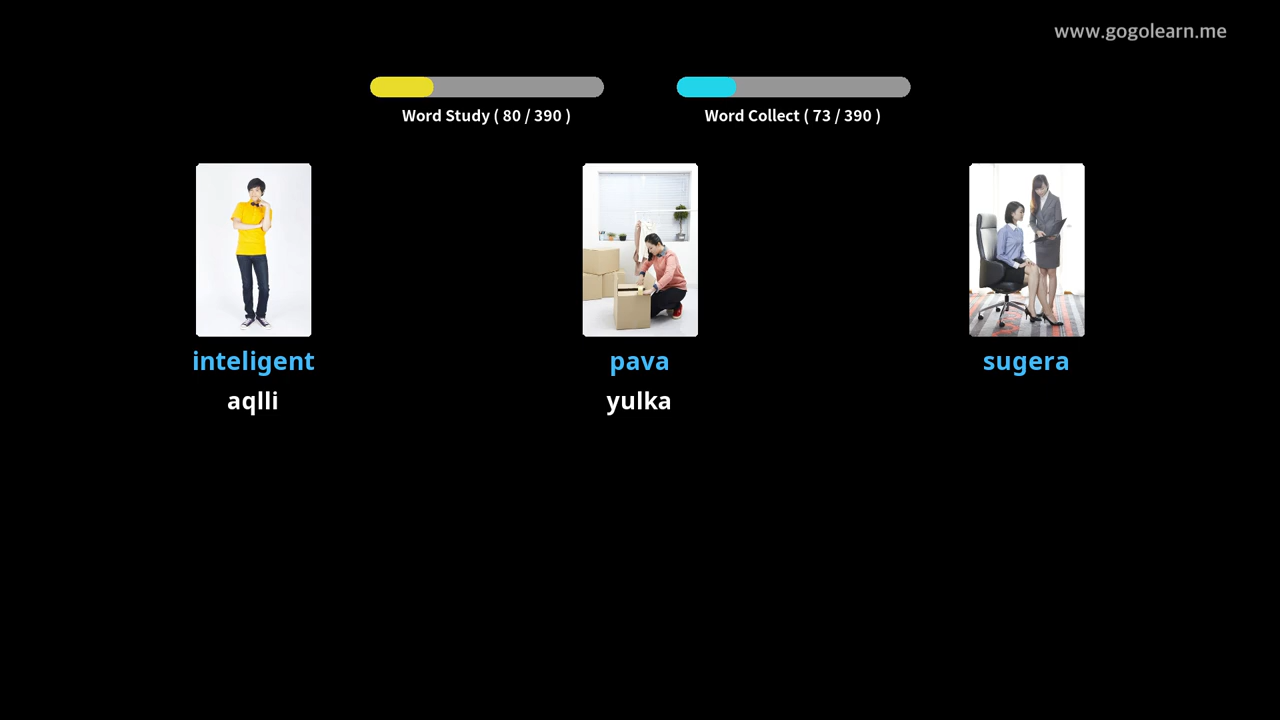 www.gogolearn.me
Word Study ( 80 / 390 )
Word Collect ( 73 / 390 )
inteligent
pava
sugera
aqlli
yulka